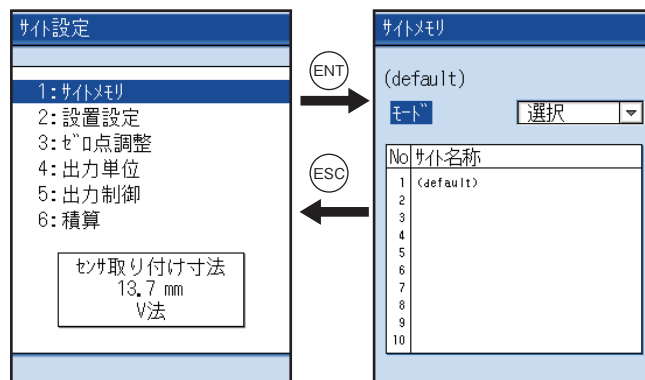 サイト設定
1:サイトメモリ
2:設置設定
3:ゼロ点調整
4:出力単位
5:出力制御
6:積算
センサ取り付け寸法
13.7 mm
V法
ENT
ESC
サイトメモリ
(default)
モード 選択
No サイト名称
1 (default)
2
3
4
5
6
7
8
9
10